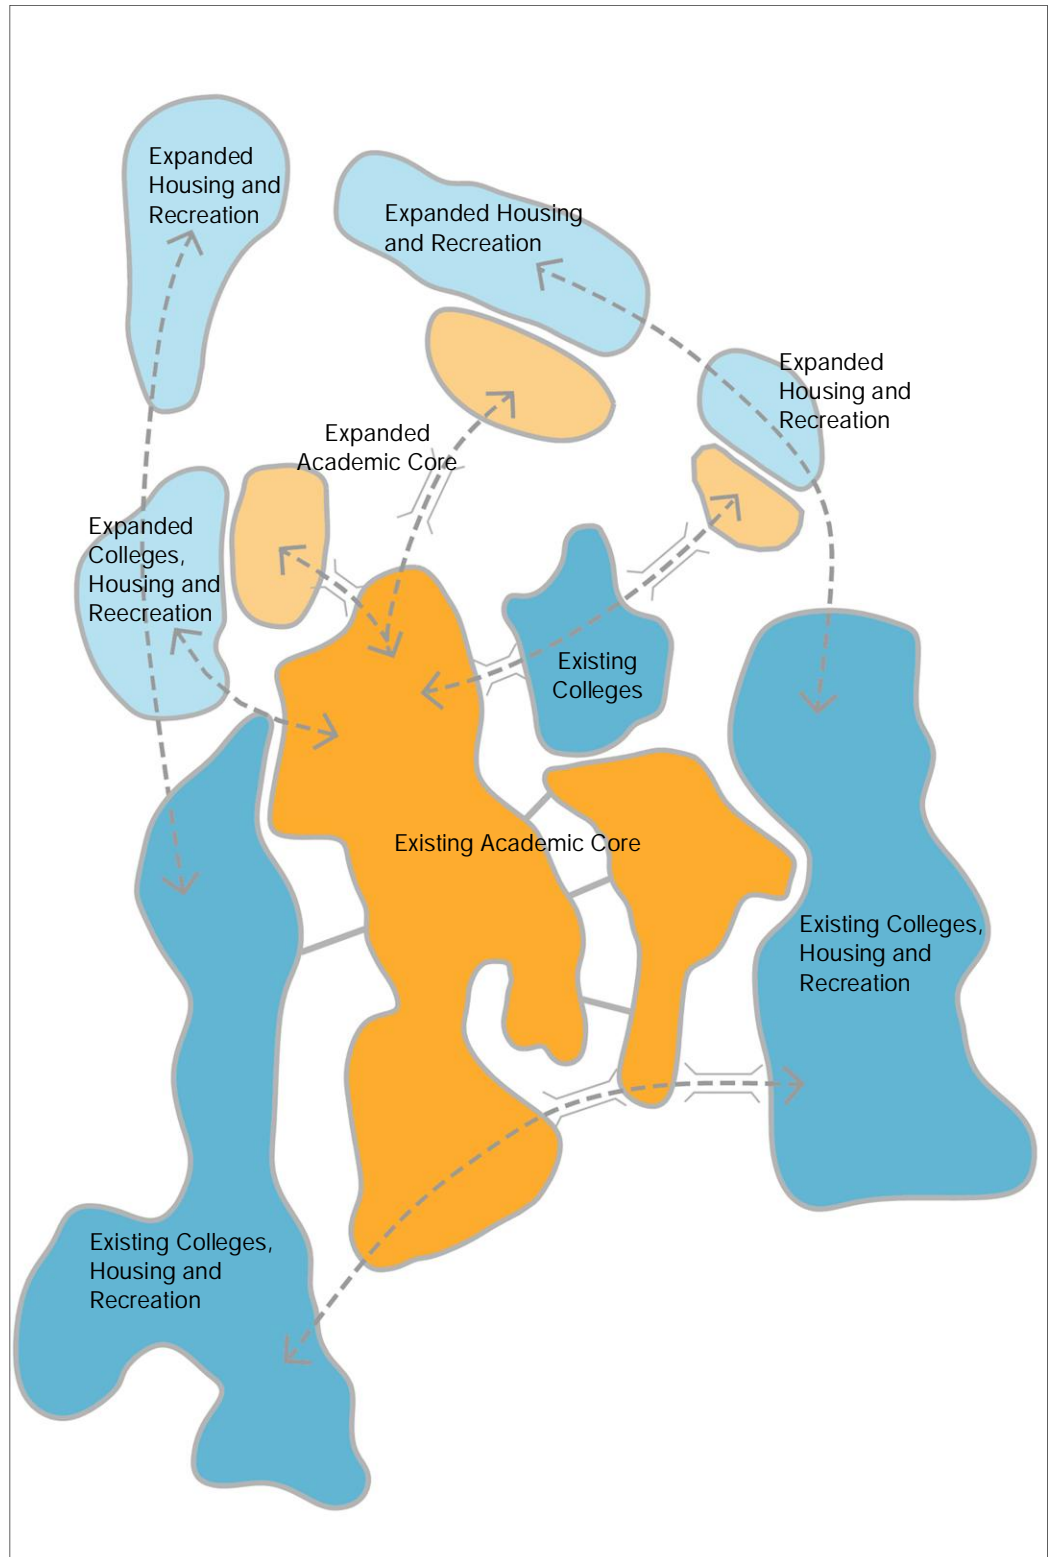 Expanded
Housing and
Recreation
Expanded Housing
and Recreation
Expanded
Housing and
Recreation
Expanded
Academic Core
Expanded
Colleges,
Housing and
Reecreation
Existing
Colleges
Existing Academic Core
Existing Colleges,
Housing and
Recreation
Existing Colleges,
Housing and
Recreation